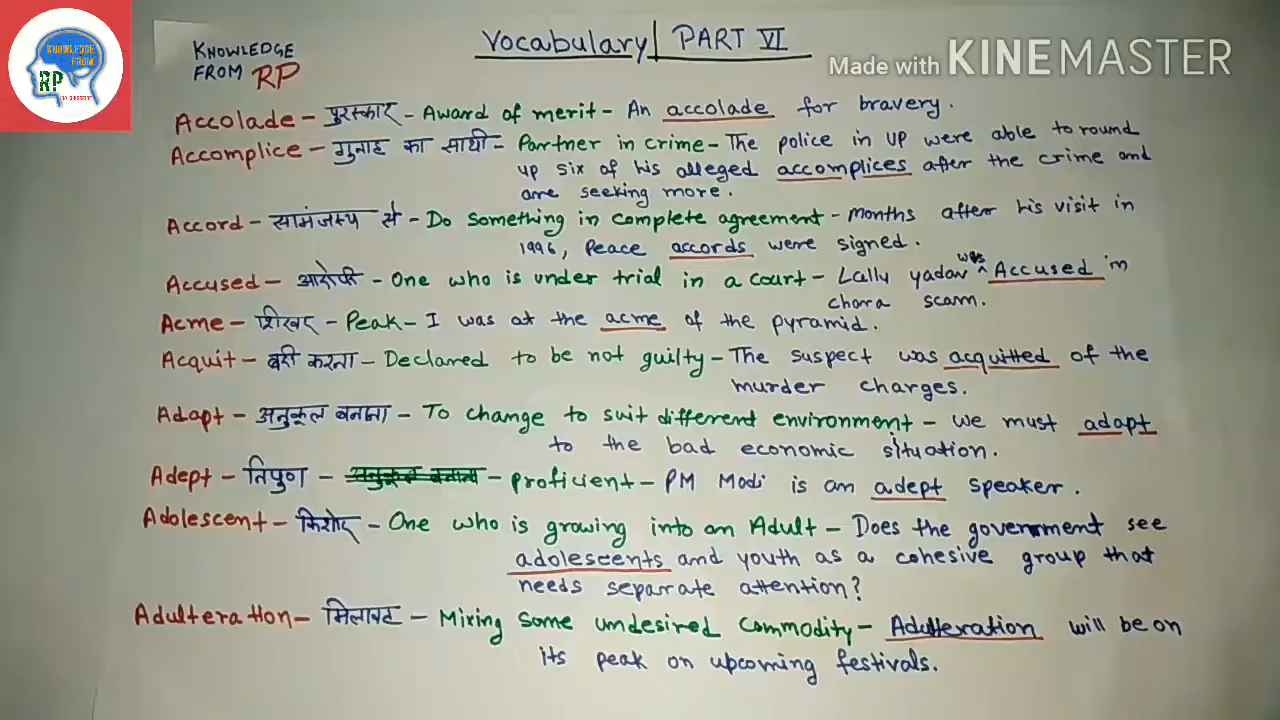 KNOWLEDGE FROM
RP
KNOWLEDGE
FROM RP
Vocabulary | PART VI
Made with KINEMASTER
Accolade - पुरस्कार - Award of merit - An accolade for bravery.
Accomplice - गुनाह का साथी - Partner in crime - The police in UP were able to round
up six of his alleged accomplices after the crime and
are seeking more.
Accord - सामंजस्य से - Do something in complete agreement - Months after his visit in
1996, Peace accords were signed.
Accused - आरोपी - One who is under trial in a court - Lally yadav was Accused in
chara scam.
Acme - शिखर - Peak - I was at the acme of the pyramid.
Acquit - बरी करना - Declared to be not guilty - The suspect was acquitted of the
murder charges.
Adapt - अनुकूल बनाना - To change to suit different environment - we must adapt
to the bad economic situation.
Adept - निपुण - अनुकूल बनाना - proficient - PM Modi is an adept speaker.
Adolescent - किशोर - One who is growing into an Adult - Does the government see
adolescents and youth as a cohesive group that
needs separate attention?
Adulteration - मिलावट - Mixing some undesired commodity - Adulteration will be on
its peak on upcoming festivals.